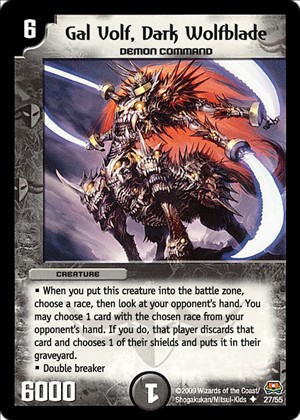 6
Gal Volf, Dark Wolfblade
DEMON COMMAND
CREATURE
■ When you put this creature into the battle zone,
choose a race, then look at your opponent's hand. You
may choose 1 card with the chosen race from your
opponent's hand. If you do, that player discards that
card and chooses 1 of their shields and puts it in their
graveyard.
■ Double breaker
6000
1
©2009 Wizards of the Coast/
Shogakukan/Mitsui-Kids
27/55